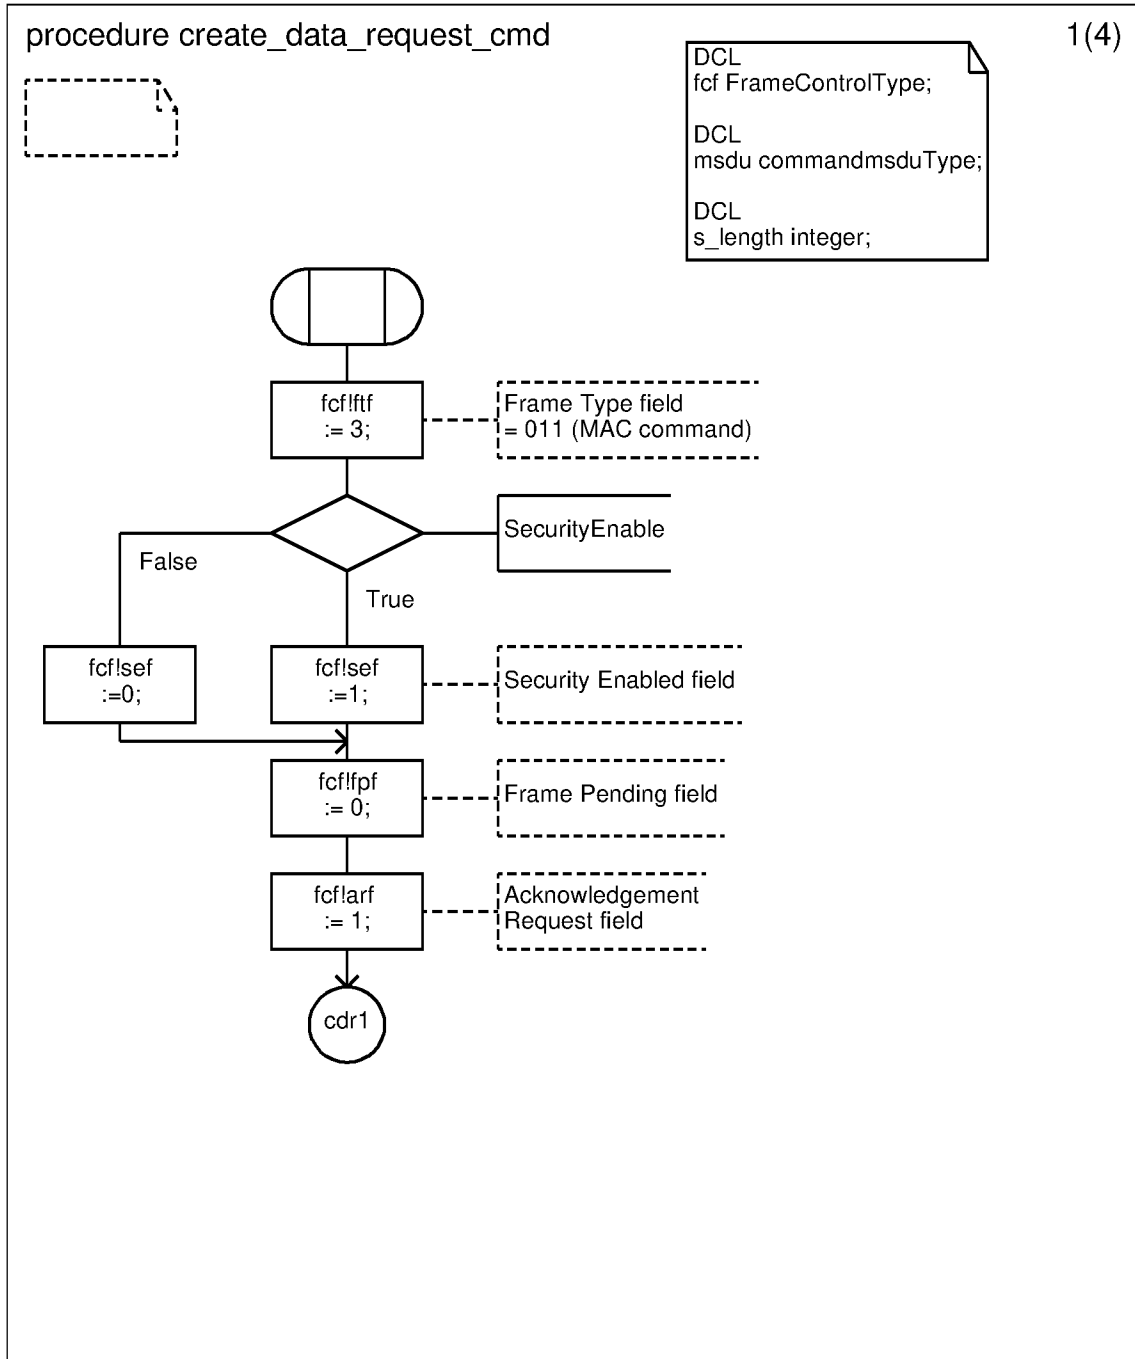 procedure create_data_request_cmd
1(4)
DCL
fcf FrameControlType;
DCL
msdu commandmsduType;
DCL
s_length integer;
fcf!ftf
:= 3;
Frame Type field
= 011 (MAC command)
SecurityEnable
False
True
fcf!sef
:=0;
fcf!sef
:=1;
Security Enabled field
fcf!fpf
:= 0;
Frame Pending field
fcf!arf
:= 1;
Acknowledgement
Request field
cdr1